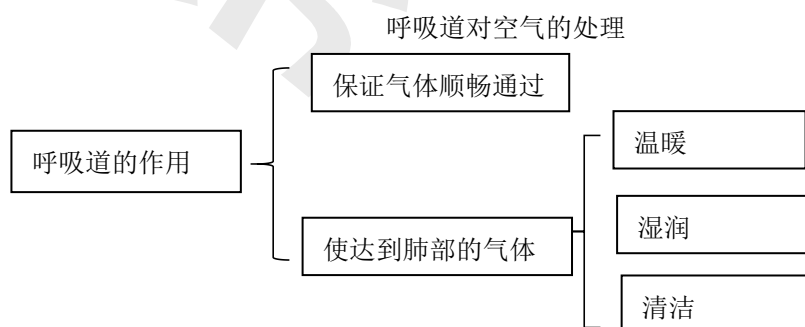 呼吸道对空气的处理
保证气体顺畅通过
呼吸道的作用
温暖
湿润
使达到肺部的气体
清洁